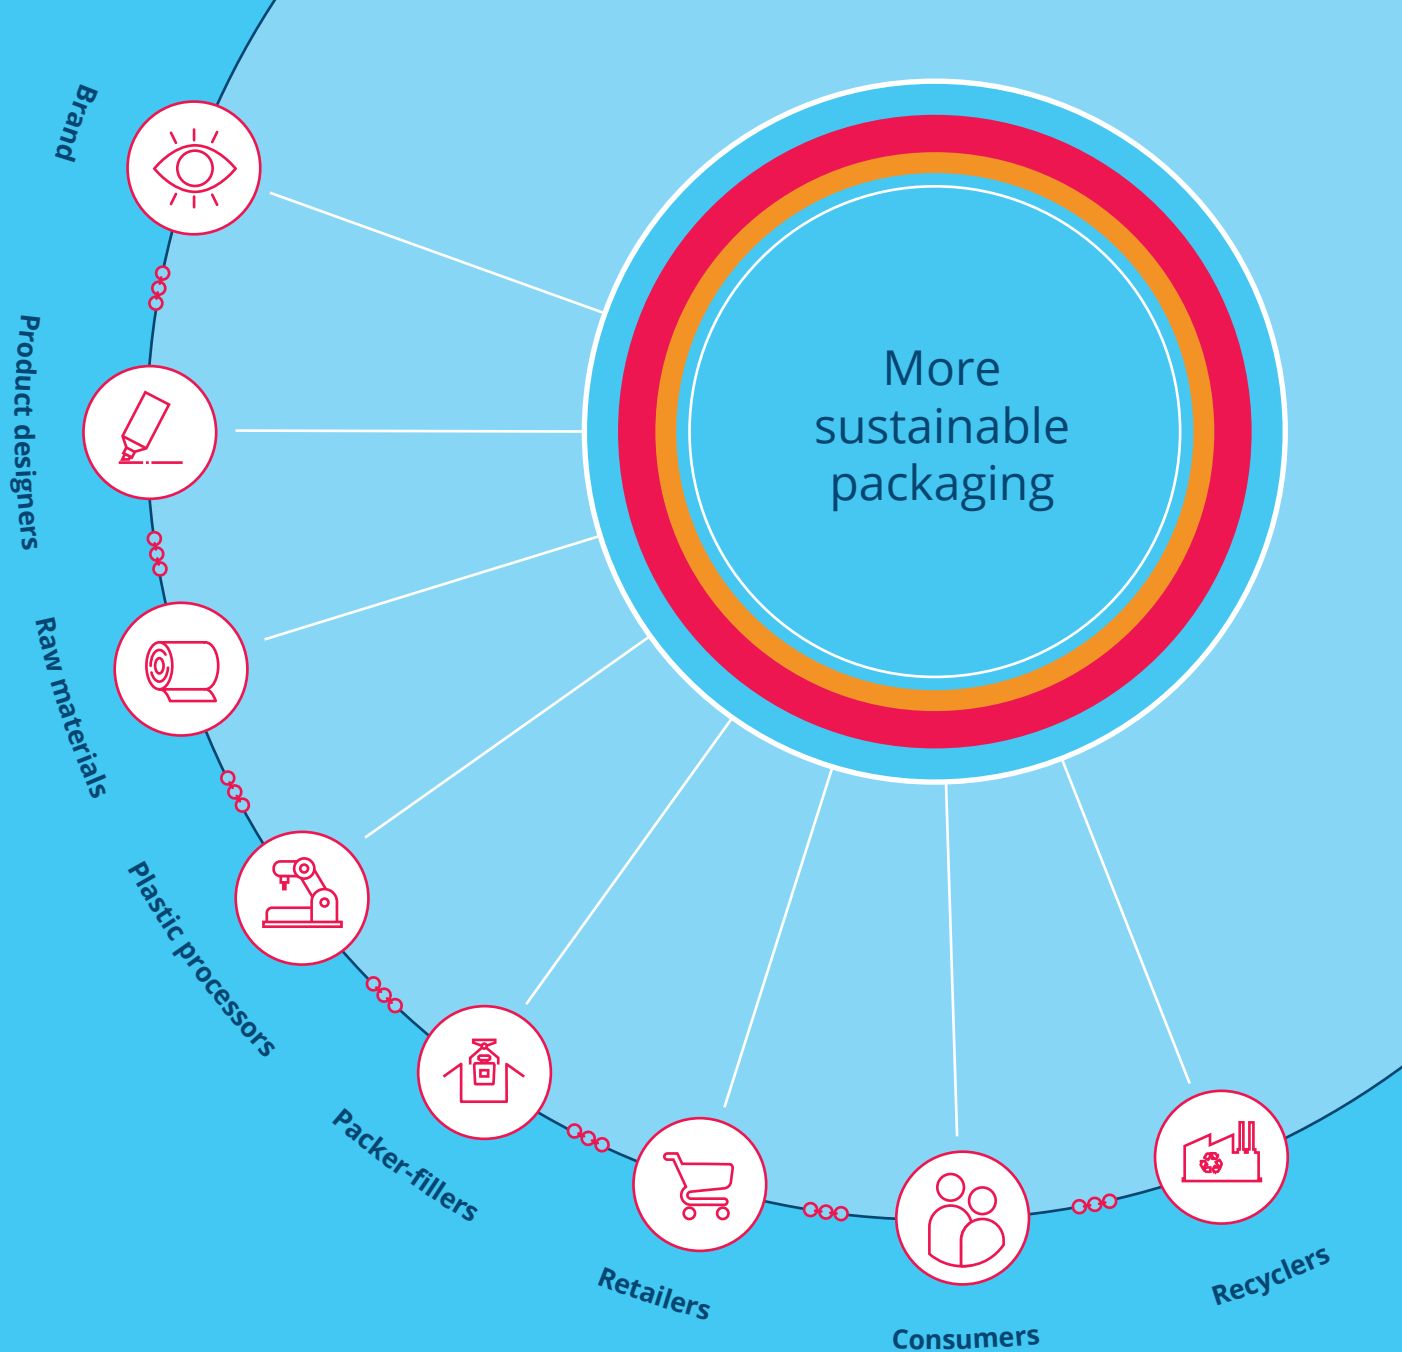 Brand
Product designers
Raw materials
Plastic processors
Packer-fillers
Retailers
Consumers
Recyclers
More
sustainable
packaging